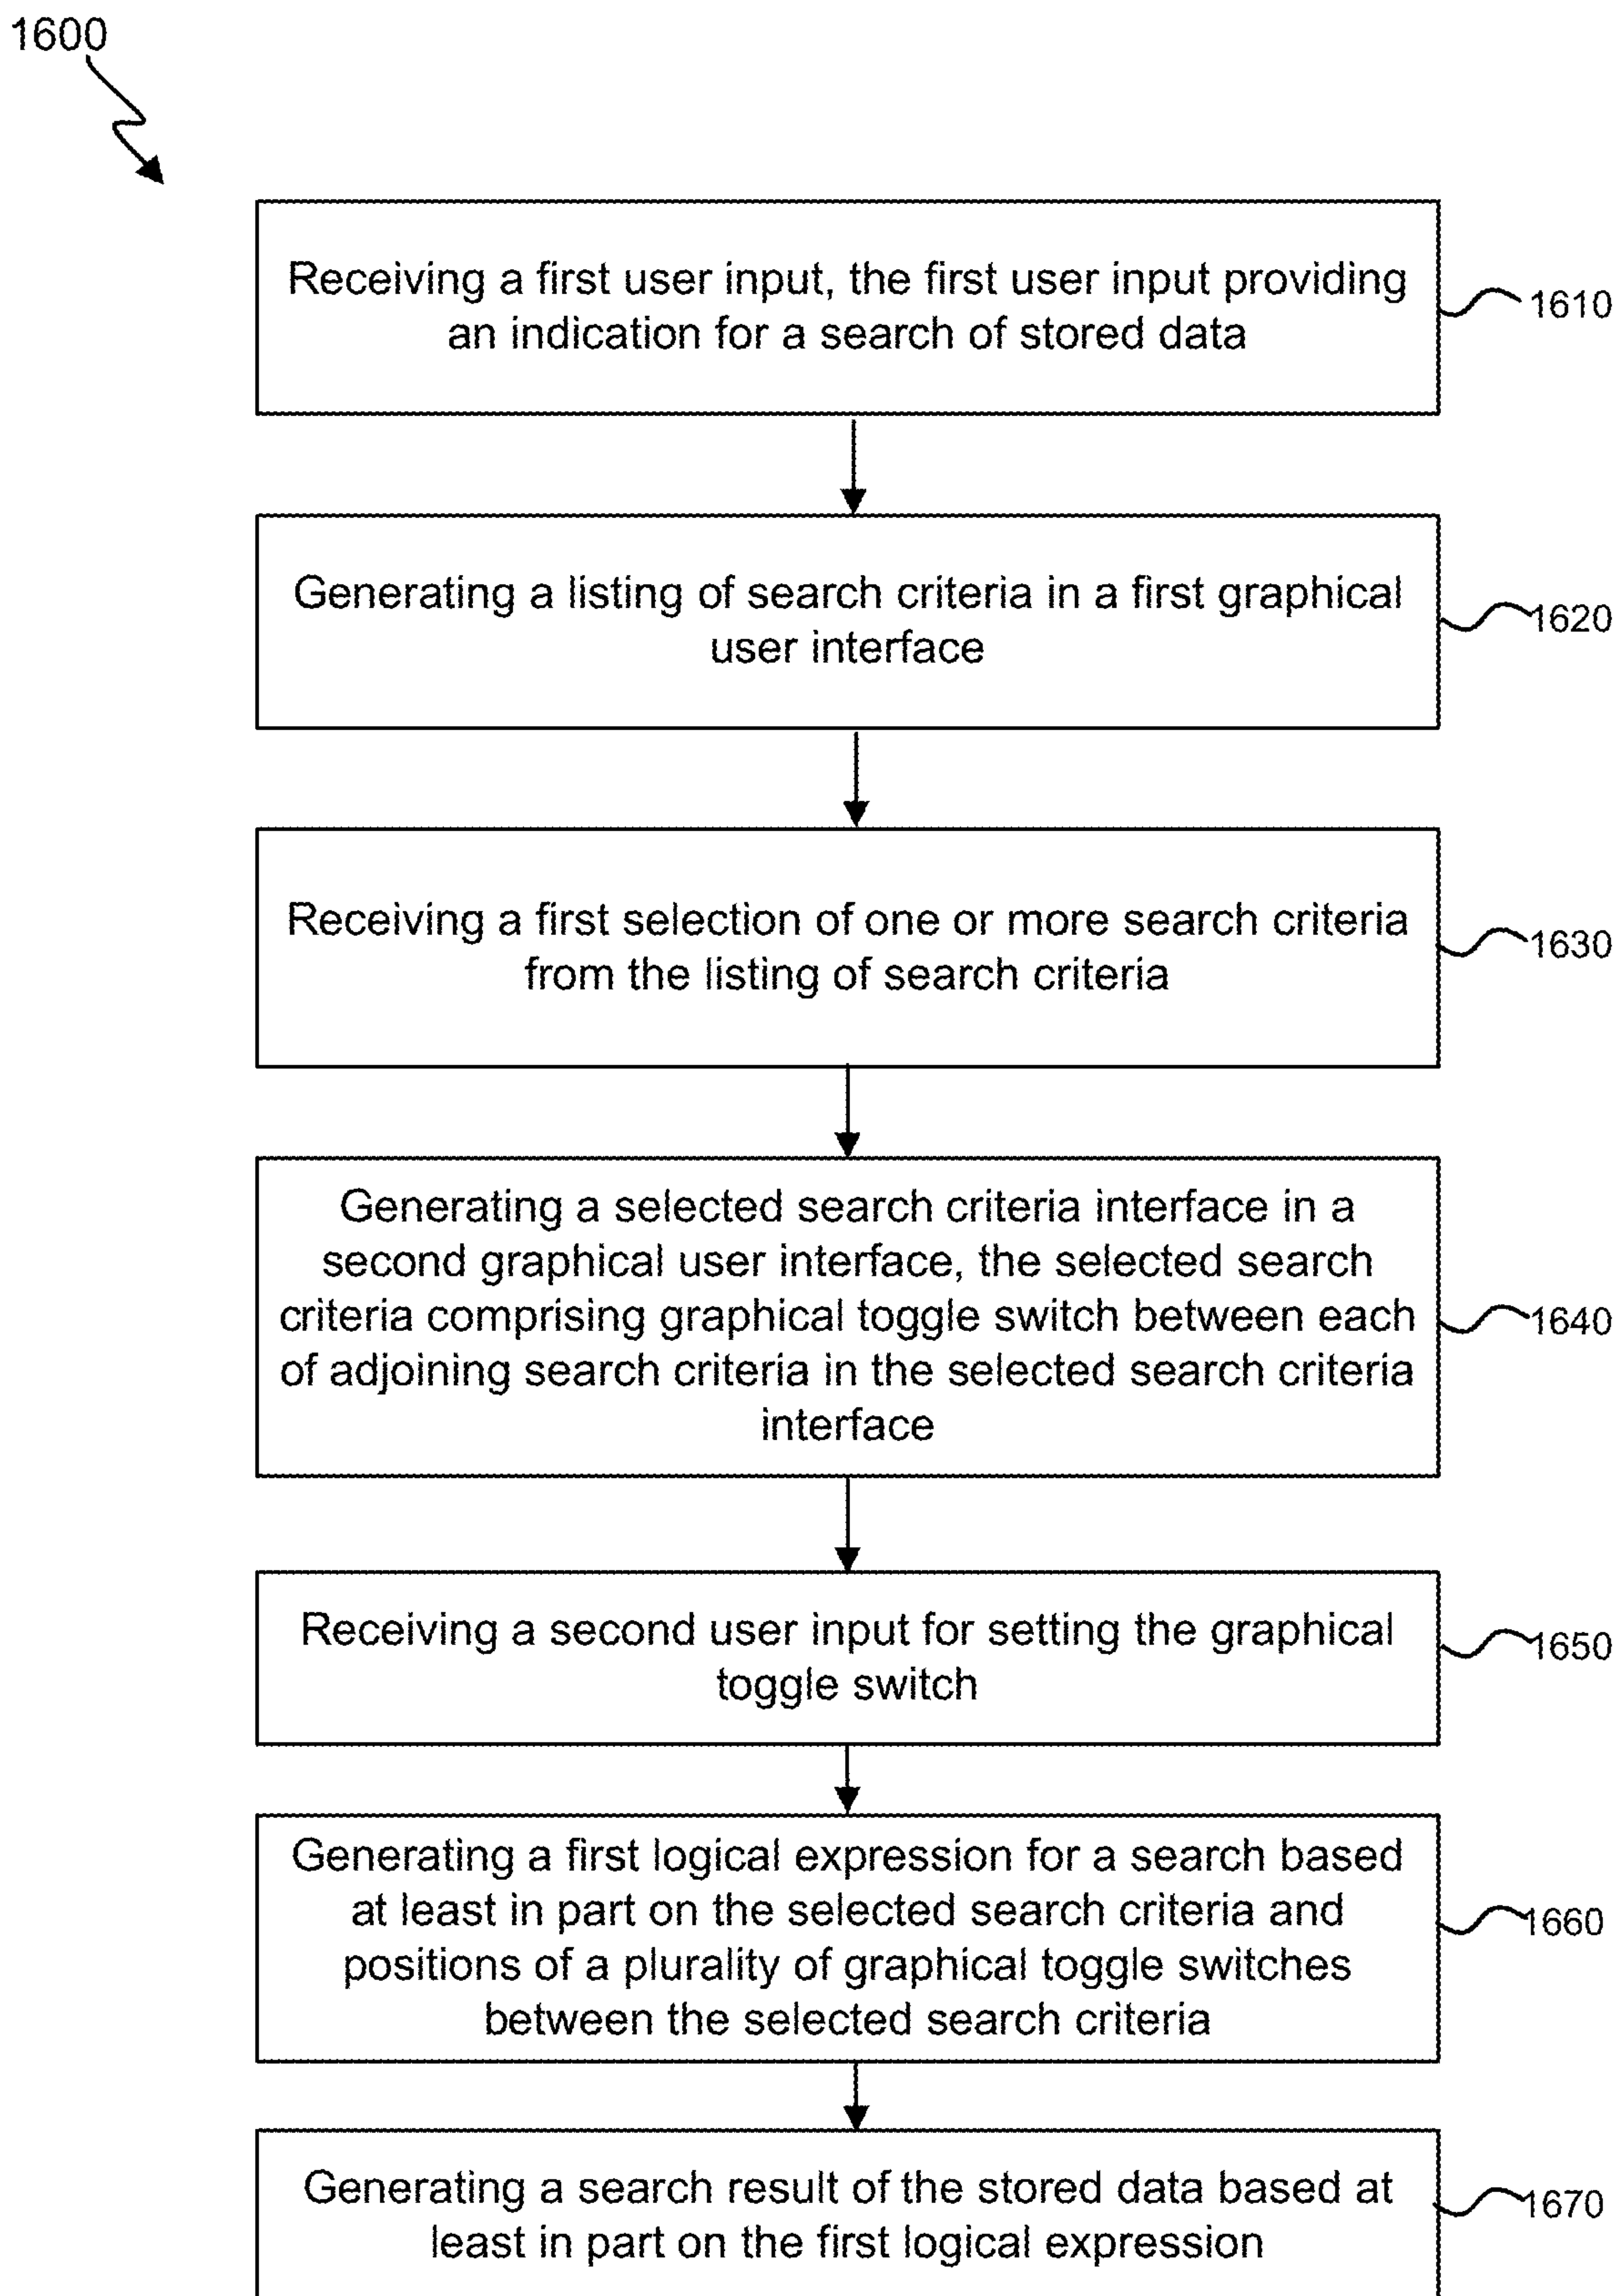 1600
Receiving a first user input, the first user input providing
an indication for a search of stored data
1610
Generating a listing of search criteria in a first graphical
user interface
1620
Receiving a first selection of one or more search criteria
from the listing of search criteria
1630
Generating a selected search criteria interface in a
second graphical user interface, the selected search
criteria comprising graphical toggle switch between each
of adjoining search criteria in the selected search criteria
interface
1640
Receiving a second user input for setting the graphical
toggle switch
1650
Generating a first logical expression for a search based
at least in part on the selected search criteria and
positions of a plurality of graphical toggle switches
between the selected search criteria
1660
Generating a search result of the stored data based at
least in part on the first logical expression
1670